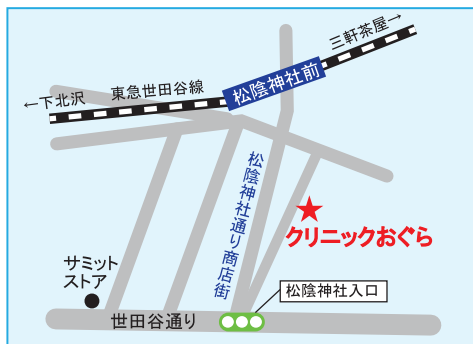 三軒茶屋→
松陰神社前
東急世田谷線
←下北沢
松陰神社通り商店街
クリニックおぐら
サミット
ストア
松陰神社入口
世田谷通り